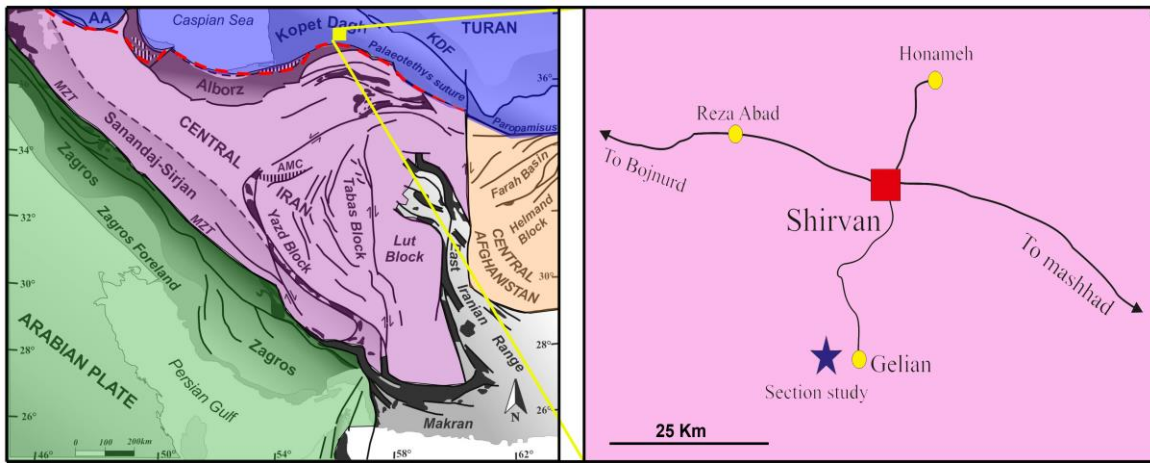 AA
Caspian Sea
Kopet Dagh
TURAN
KDF
Palaeotethys suture
36°
Alborz
Paropamisus
MZT
CENTRAL
34°
Sanandaj-Sirjan
AMC
Farah Basin
Zagros
IRAN
Tabas Block
32°
Helmand Block
MZT
Yazd Block
Lut Block
CENTRAL AFGHANISTAN
Zagros Foreland
30°
30°
East Iranian Range
ARABIAN PLATE
28°
Zagros
28°
Persian Gulf
26°
N
26°
Makran
0 100 200km
46
50
54
58
62
Honameh
Reza Abad
To Bojnurd
Shirvan
To mashhad
Gelian
Section study
25 Km